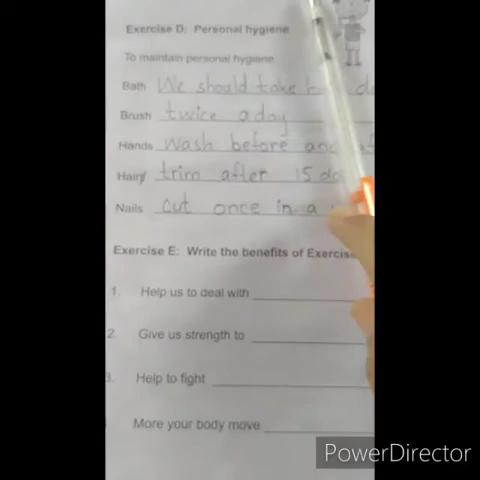 Exercise D: Personal hygiene
To maintain personal hygiene
Bath We should take
Brush twice a day
Hands wash before and
Hair trim after 15
Nails cut once in a
Exercise E: Write the benefits of Exercise
1. Help us to deal with
2. Give us strength to
3. Help to fight
More your body move
PowerDirector